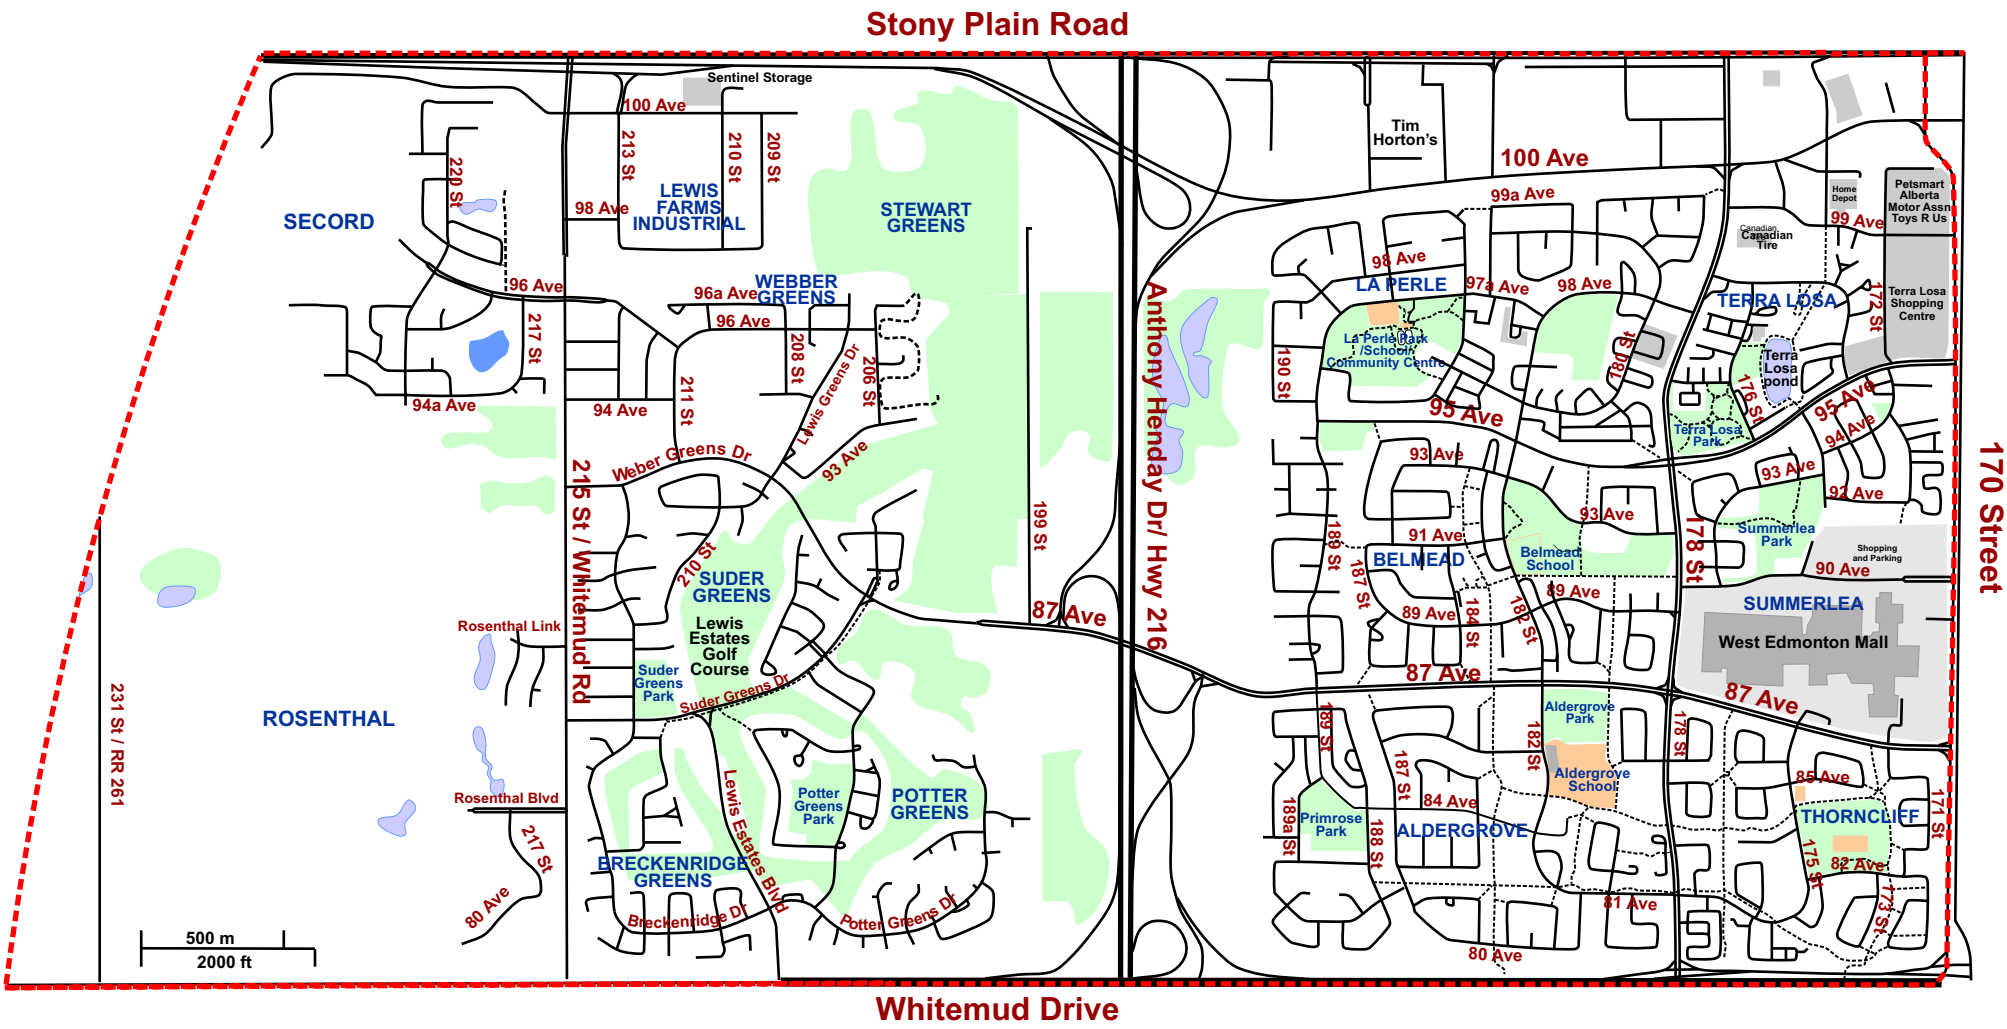 Stony Plain Road
Sentinel Storage
100 Ave
213 St
210 St
209 St
220 St
98 Ave
LEWIS
FARMS
INDUSTRIAL
SECORD
STEWART
GREENS
Tim
Horton's
100 Ave
99a Ave
Home
Depot
Petsmart
Alberta
Motor Assn
Toys R Us
99 Ave
Canadian
Canadian
Tire
98 Ave
LA PERLE
97a Ave
98 Ave
TERRA LOSA
172 St
Terra Losa
Shopping
Centre
96 Ave
WEBBER
GREENS
96a Ave
96 Ave
217 St
208 St
Lewis Greens Dr
206 St
211 St
94a Ave
94 Ave
Anthony Henday Dr/ Hwy 216
190 St
La Perle Park
/School/
Community Centre
180 St
Terra
Losa
pond
176 St
95 Ave
95 Ave
94 Ave
Terra Losa
Park
Weber Greens Dr
93 Ave
215 St / Whitemud Rd
93 Ave
93 Ave
92 Ave
170 Street
199 St
189 St
93 Ave
178 St
Summerlea
Park
91 Ave
BELMEAD
Belmead
School
Shopping
and Parking
90 Ave
210 St
SUDER
GREENS
Lewis
Estates
Golf
Course
187 St
89 Ave
89 Ave
184 St
182 St
87 Ave
SUMMERLEA
West Edmonton Mall
Rosenthal Link
Suder
Greens
Park
Suder Greens Dr
87 Ave
87 Ave
231 St / RR 261
ROSENTHAL
189 St
Aldergrove
Park
182 St
178 St
187 St
Aldergrove
School
85 Ave
171 St
Rosenthal Blvd
217 St
80 Ave
Lewis Estates Blvd
Potter
Greens
Park
POTTER
GREENS
189a St
Primrose
Park
84 Ave
188 St
ALDERGROVE
THORNCLIFF
175 St
82 Ave
173 St
BRECKENRIDGE
GREENS
Breckenridge Dr
Potter Greens Dr
81 Ave
80 Ave
500 m
2000 ft
Whitemud Drive